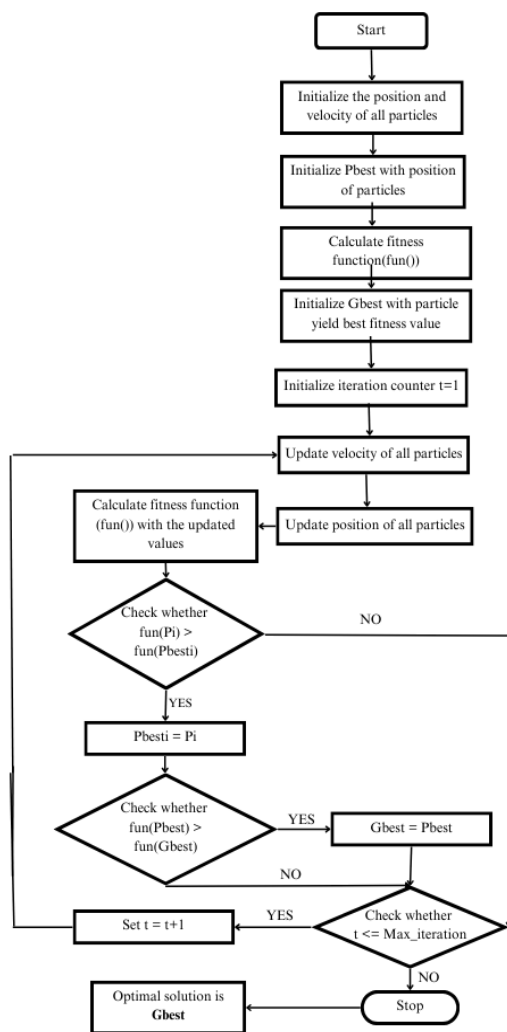 Start
Initialize the position and
velocity of all particles
Initialize Pbest with position
of particles
Calculate fitness
function(fun())
Initialize Gbest with particle
yield best fitness value
Initialize iteration counter t=1
Update velocity of all particles
Update position of all particles
Calculate fitness function
(fun()) with the updated
values
Check whether
fun(Pi) >
fun(Pbesti)
NO
YES
Pbesti = Pi
Check whether
fun(Pbest) >
fun(Gbest)
YES
Gbest = Pbest
NO
Check whether
t <= Max_iteration
YES
Set t = t+1
NO
Stop
Optimal solution is
Gbest